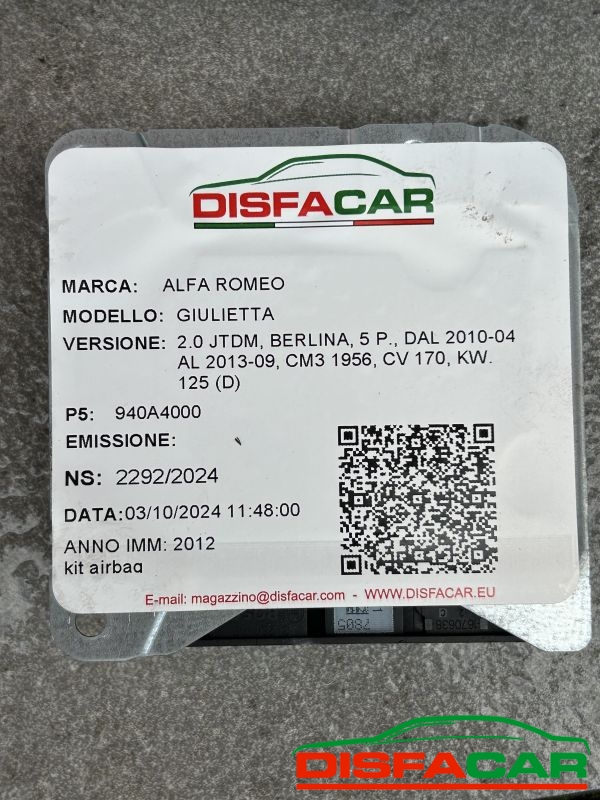 DISFACAR
MARCA: ALFA ROMEO
MODELLO: GIULIETTA
VERSIONE: 2.0 JTDM, BERLINA, 5 P., DAL 2010-04
AL 2013-09, CM3 1956, CV 170, KW.
125 (D)
P5: 940A4000
EMISSIONE:
NS: 2292/2024
DATA:03/10/2024 11:48:00
ANNO IMM: 2012
kit airbag
E-mail: magazzino@disfacar.com - WWW.DISFACAR.EU
7805
DISFACAR